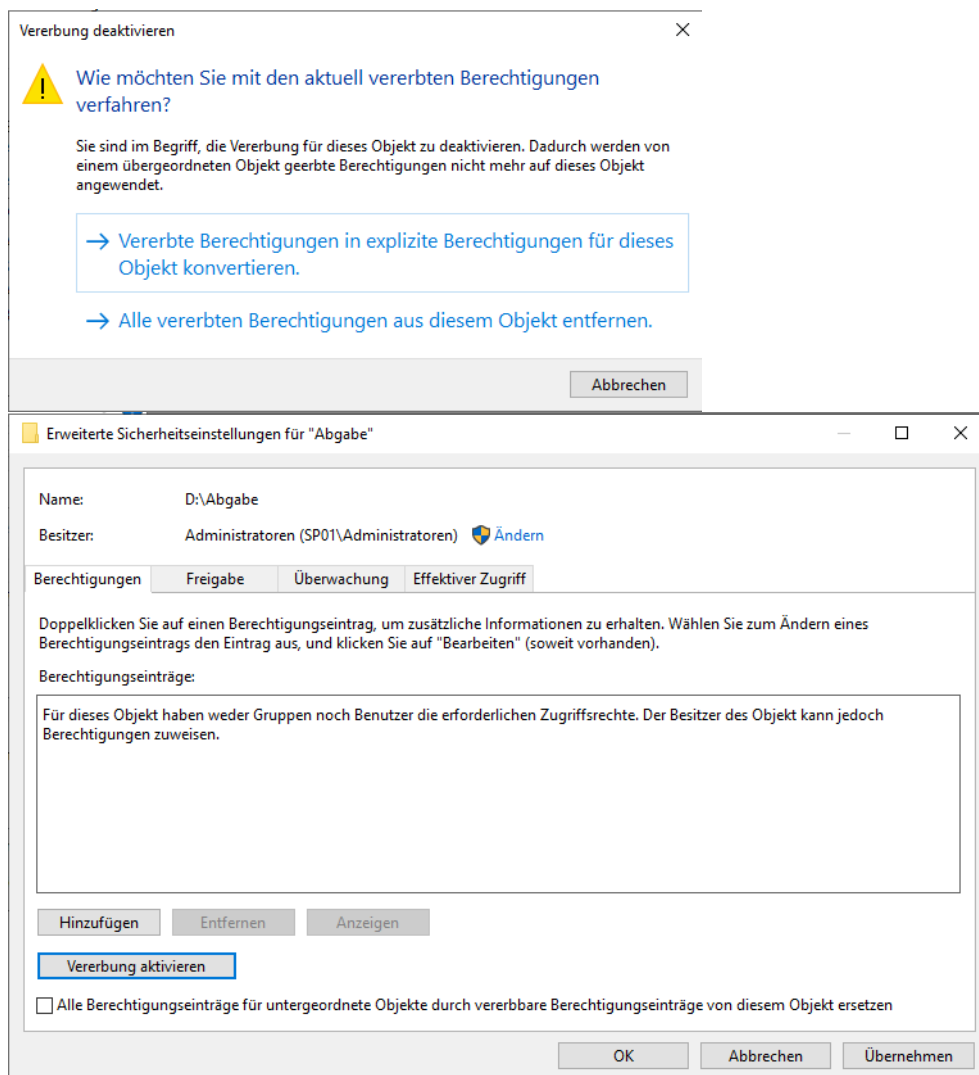 Vererbung deaktivieren
Wie möchten Sie mit den aktuell vererbten Berechtigungen
verfahren?
Sie sind im Begriff, die Vererbung für dieses Objekt zu deaktivieren. Dadurch werden von
einem übergeordneten Objekt geerbte Berechtigungen nicht mehr auf dieses Objekt
angewendet.
Vererbte Berechtigungen in explizite Berechtigungen für dieses
Objekt konvertieren.
Alle vererbten Berechtigungen aus diesem Objekt entfernen.
Abbrechen
Erweiterte Sicherheitseinstellungen für "Abgabe"
Name: D:\Abgabe
Besitzer: Administratoren (SP01\Administratoren) Ändern
Berechtigungen Freigabe Überwachung Effektiver Zugriff
Doppelklicken Sie auf einen Berechtigungseintrag, um zusätzliche Informationen zu erhalten. Wählen Sie zum Ändern eines
Berechtigungseintrags den Eintrag aus, und klicken Sie auf "Bearbeiten" (soweit vorhanden).
Berechtigungseinträge:
Für dieses Objekt haben weder Gruppen noch Benutzer die erforderlichen Zugriffsrechte. Der Besitzer des Objekt kann jedoch
Berechtigungen zuweisen.
Hinzufügen Entfernen Anzeigen
Vererbung aktivieren
Alle Berechtigungseinträge für untergeordnete Objekte durch vererbbare Berechtigungseinträge von diesem Objekt ersetzen
OK Abbrechen Übernehmen